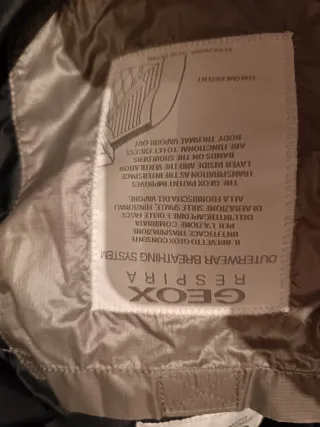 GEOX
RESPIRA
OUTERWEAR BREATHING SYSTEM
IL BREVETTO GEOX CONSENTE
UN'EFFICACE TRASPIRAZIONE
PER L'AZIONE COMBINATA
DELL'INTERCAPEDINE E DELLE FASCE
DI AERAZIONE SULLE SPALLE, FUNZIONALI
ALLA FUORIUSCITA DEL VAPORE.
THE GEOX PATENT IMPROVES
TRANSPIRATION AS THE INTERSPACE
LAYER INSIDE AND THE VENTILATION
BANDS ON THE SHOULDERS
ARE FUNCTIONAL TO LET EXCESS
BODY THERMAL VAPOUR OUT.
ITALIAN PATENT